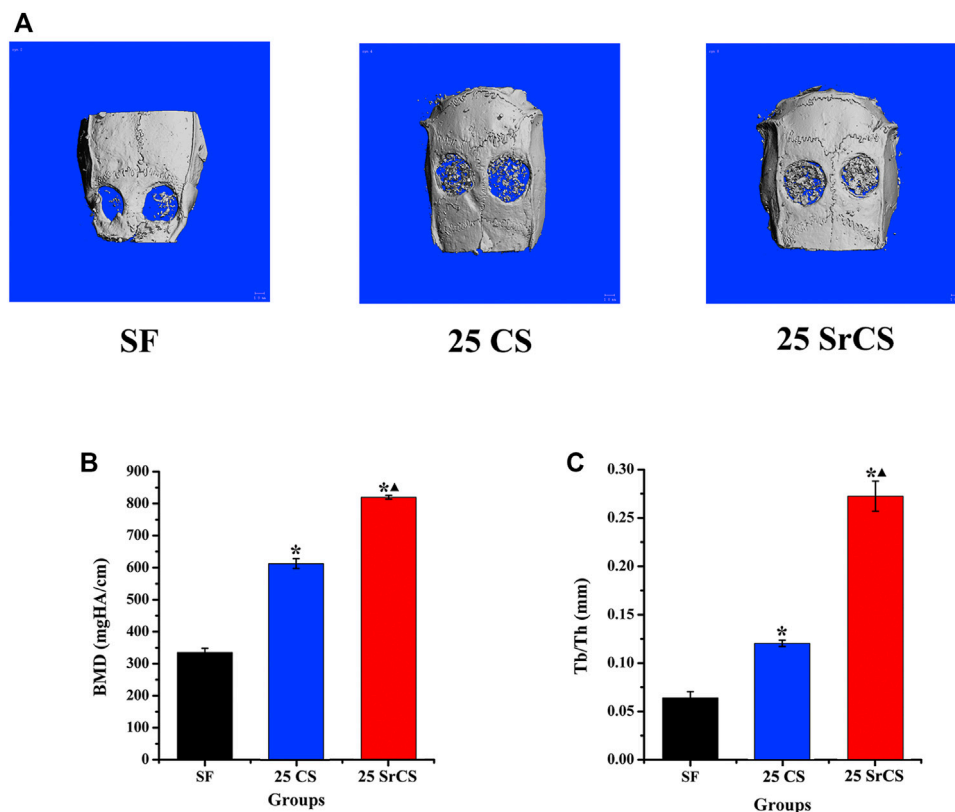 A
SF
25 CS
25 SrCS
B
900
800
700
600
500
400
300
200
100
0
BMD (mgHA/cm)
*
*▲
SF
25 CS
25 SrCS
Groups
C
0.30
0.25
0.20
0.15
0.10
0.05
0.00
Tb/Th (mm)
*
*▲
SF
25 CS
25 SrCS
Groups